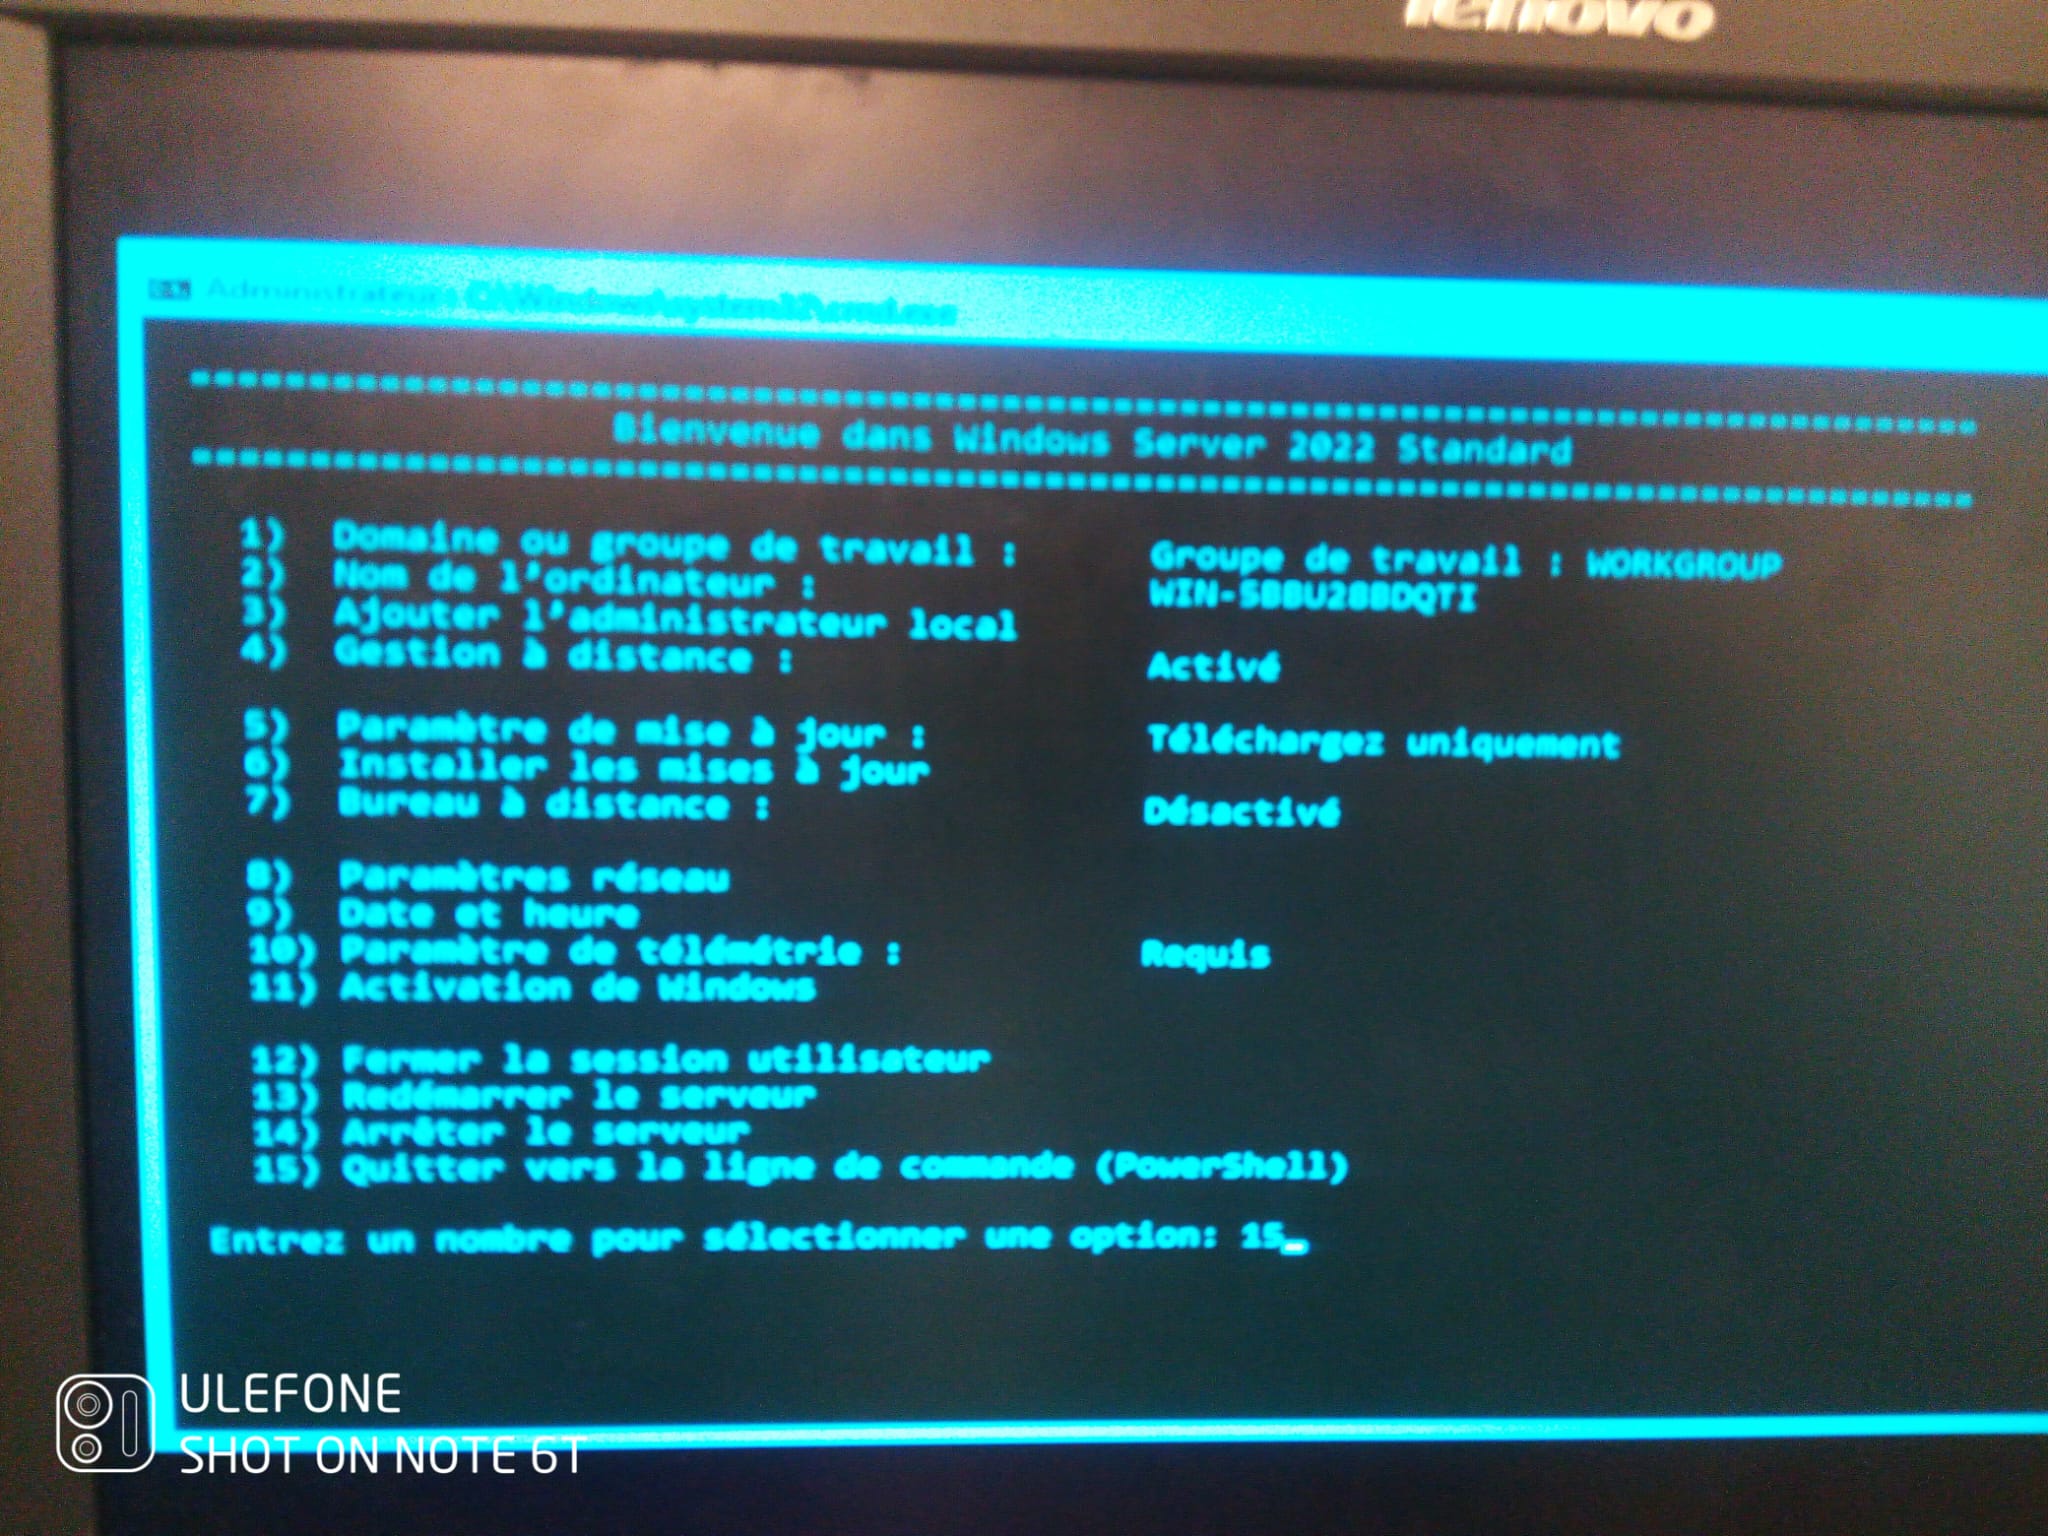 lenovo
Administrateur : C:\Windows\system32\cmd.exe
Bienvenue dans Windows Server 2022 Standard
1) Domaine ou groupe de travail : Groupe de travail : WORKGROUP
2) Nom de l'ordinateur :
3) Ajouter l'administrateur local
4) Gestion à distance : Activé
5) Paramètre de mise à jour : Téléchargez uniquement
6) Installer les mises à jour
7) Bureau à distance : Désactivé
8) Paramètres réseau
9) Date et heure
10) Paramètre de télémétrie : Requis
11) Activation de Windows
12) Fermer la session utilisateur
13) Redémarrer le serveur
14) Arrêter le serveur
15) Quitter vers la ligne de commande (PowerShell)
Entrez un nombre pour sélectionner une option: 15_
ULEFONE
SHOT ON NOTE 6T